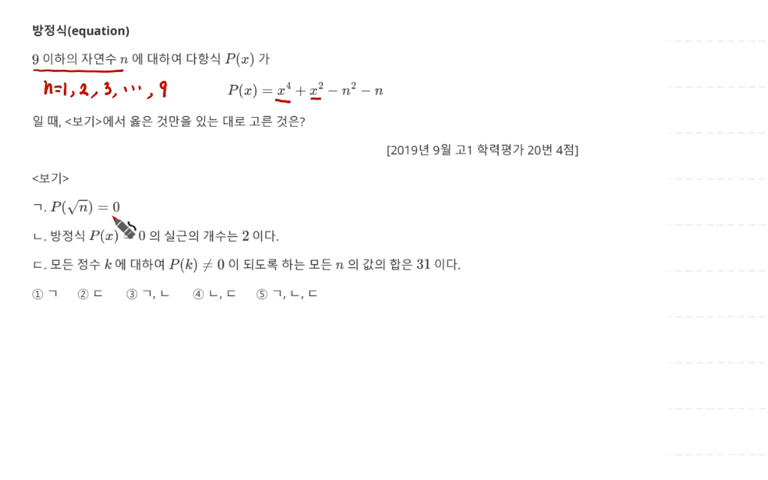 방정식(equation)
9 이하의 자연수 n 에 대하여 다항식 P(x) 가
n=1, 2, 3, ..., 9
P(x) = x⁴ + x² − n² − n
일 때, <보기>에서 옳은 것만을 있는 대로 고른 것은?
[2019년 9월 고1 학력평가 20번 4점]
<보기>
ㄱ. P(√n) = 0
ㄴ. 방정식 P(x) = 0 의 실근의 개수는 2 이다.
ㄷ. 모든 정수 k 에 대하여 P(k) ≠ 0 이 되도록 하는 모든 n 의 값의 합은 31 이다.
① ㄱ ② ㄷ ③ ㄱ, ㄴ ④ ㄴ, ㄷ ⑤ ㄱ, ㄴ, ㄷ